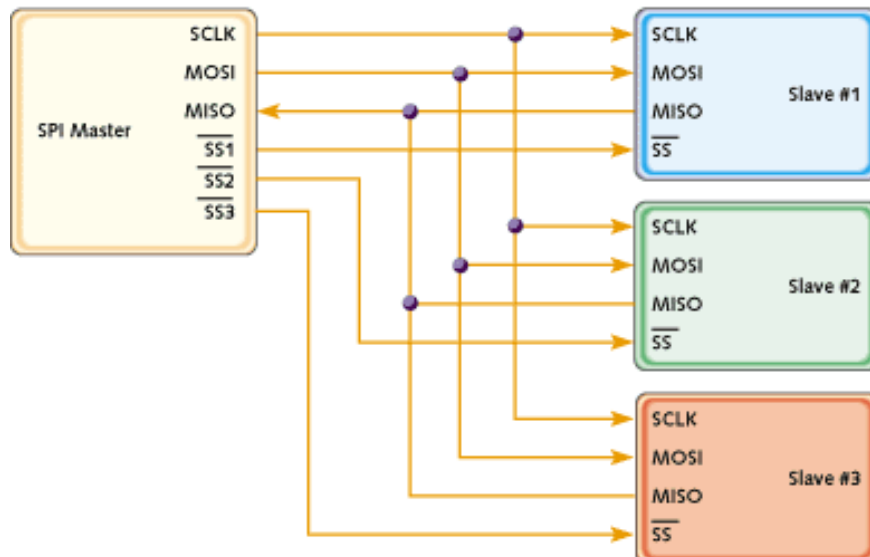 SPI Master
SCLK
MOSI
MISO
SS1
SS2
SS3
SCLK
MOSI
MISO
SS
Slave #1
SCLK
MOSI
MISO
SS
Slave #2
SCLK
MOSI
MISO
SS
Slave #3